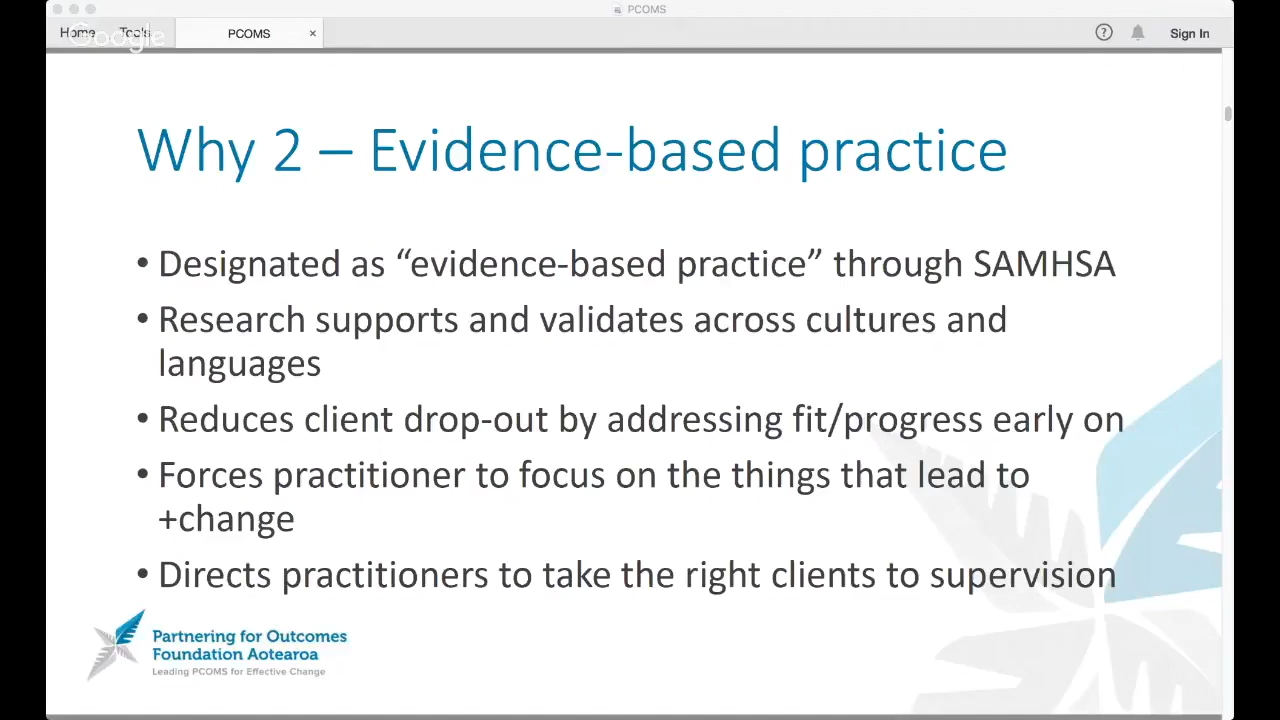 PCOMS
Home
Tools
Google
PCOMS
×
?
Sign In
Why 2 – Evidence-based practice
• Designated as “evidence-based practice” through SAMHSA
• Research supports and validates across cultures and
languages
• Reduces client drop-out by addressing fit/progress early on
• Forces practitioner to focus on the things that lead to
+change
• Directs practitioners to take the right clients to supervision
Partnering for Outcomes
Foundation Aotearoa
Leading PCOMS for Effective Change